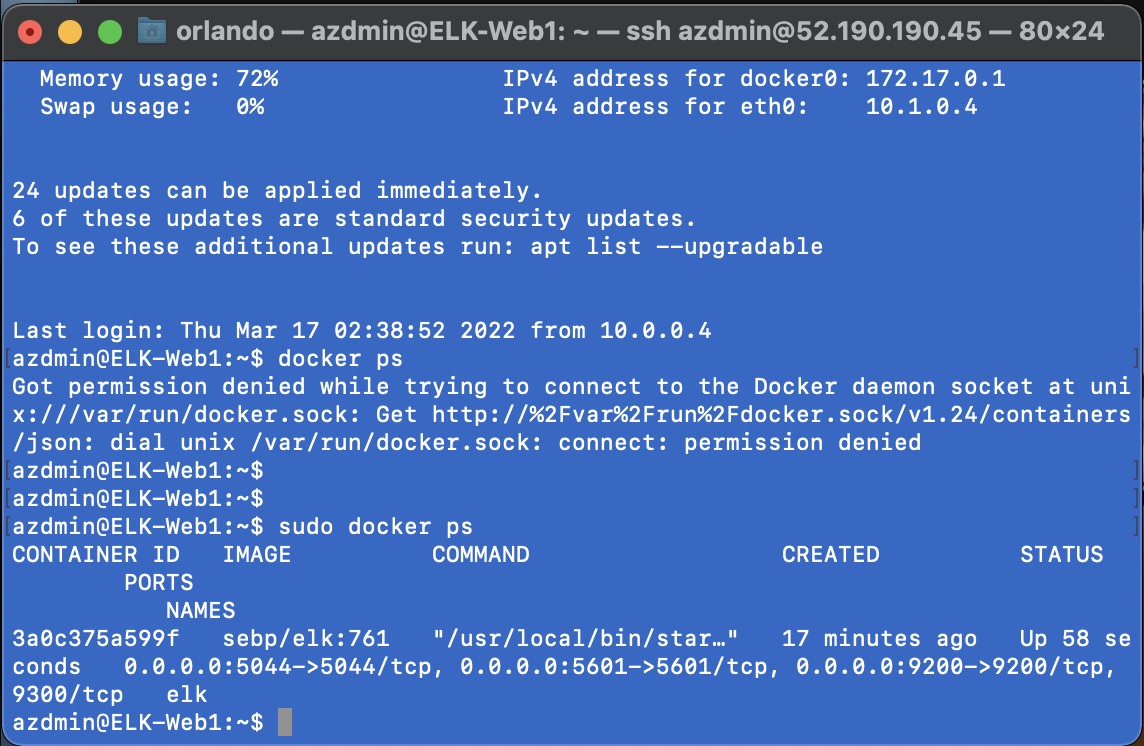 orlando — azdmin@ELK-Web1: ~ — ssh azdmin@52.190.190.45 — 80×24
Memory usage: 72%                IPv4 address for docker0: 172.17.0.1
Swap usage:   0%                 IPv4 address for eth0:    10.1.0.4
24 updates can be applied immediately.
6 of these updates are standard security updates.
To see these additional updates run: apt list --upgradable
Last login: Thu Mar 17 02:38:52 2022 from 10.0.0.4
[azdmin@ELK-Web1:~$ docker ps ]
Got permission denied while trying to connect to the Docker daemon socket at uni
x:///var/run/docker.sock: Get http://%2Fvar%2Frun%2Fdocker.sock/v1.24/containers
/json: dial unix /var/run/docker.sock: connect: permission denied
[azdmin@ELK-Web1:~$ ]
[azdmin@ELK-Web1:~$ ]
[azdmin@ELK-Web1:~$ sudo docker ps ]
CONTAINER ID   IMAGE          COMMAND                  CREATED          STATUS
        PORTS
           NAMES
3a0c375a599f   sebp/elk:761   "/usr/local/bin/star…"   17 minutes ago   Up 58 se
conds   0.0.0.0:5044->5044/tcp, 0.0.0.0:5601->5601/tcp, 0.0.0.0:9200->9200/tcp,
9300/tcp   elk
azdmin@ELK-Web1:~$